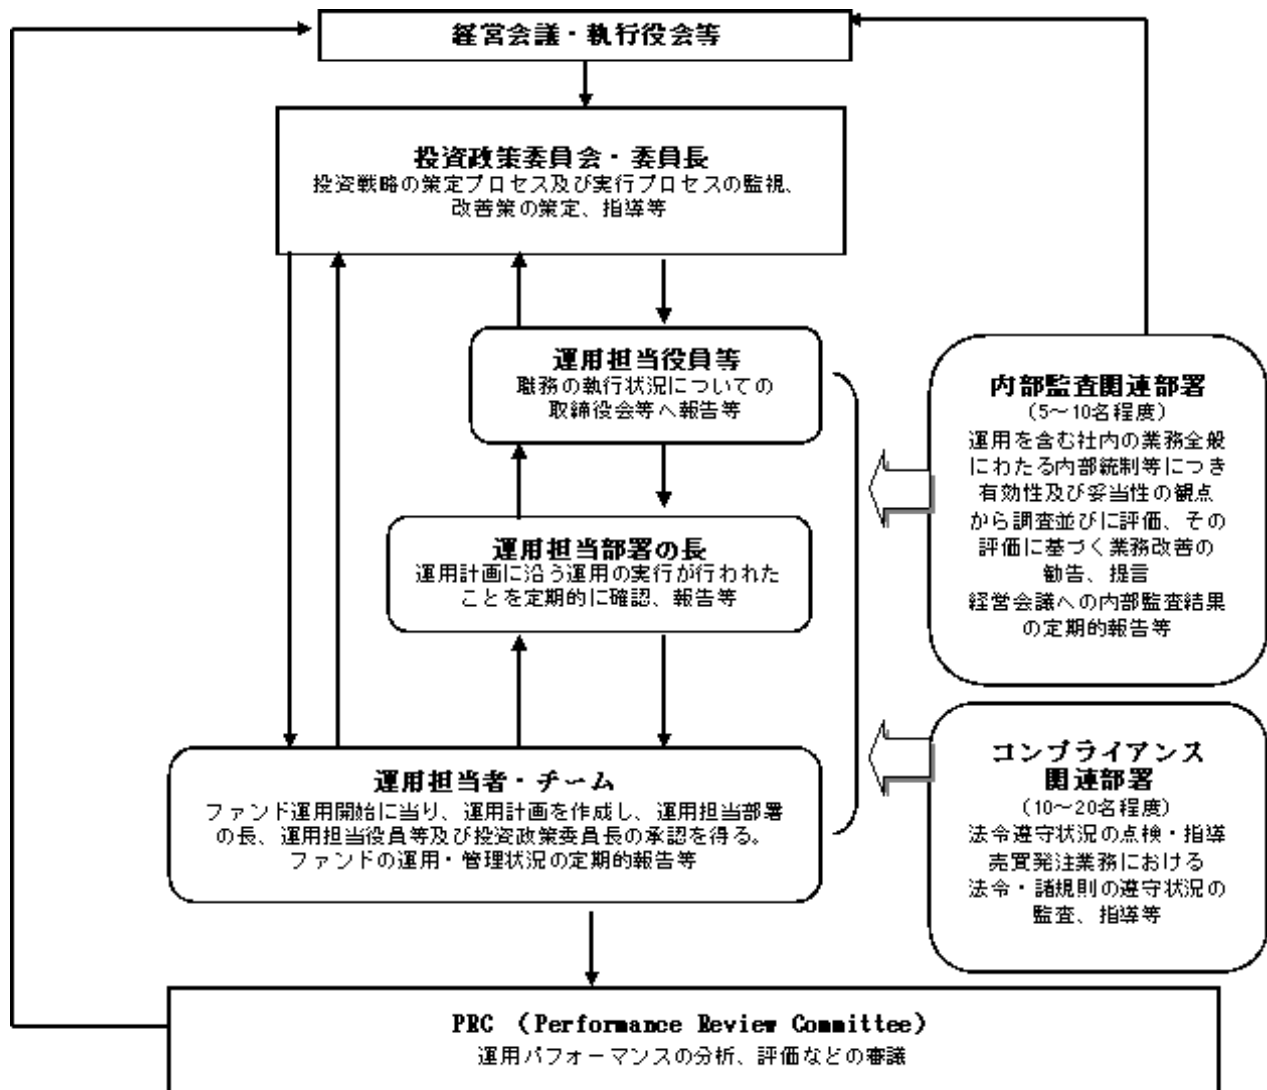 経営会議・執行役会等
投資政策委員会・委員長
投資戦略の策定プロセス及び実行プロセスの監視、
改善策の策定、指導等
運用担当役員等
職務の執行状況についての
取締役会等へ報告等
運用担当部署の長
運用計画に沿う運用の実行が行われた
ことを定期的に確認、報告等
運用担当者・チーム
ファンド運用開始に当り、運用計画を作成し、運用担当部署
の長、運用担当役員等及び投資政策委員長の承認を得る。
ファンドの運用・管理状況の定期的報告等
内部監査関連部署
（5～10名程度）
運用を含む社内の業務全般
にわたる内部統制等につき
有効性及び妥当性の観点
から調査並びに評価、その
評価に基づく業務改善の
勧告、提言
経営会議への内部監査結果
の定期的報告等
コンプライアンス
関連部署
（10～20名程度）
法令遵守状況の点検・指導
売買発注業務における
法令・諸規則の遵守状況の
監査、指導等
PRC （Performance Review Committee）
運用パフォーマンスの分析、評価などの審議